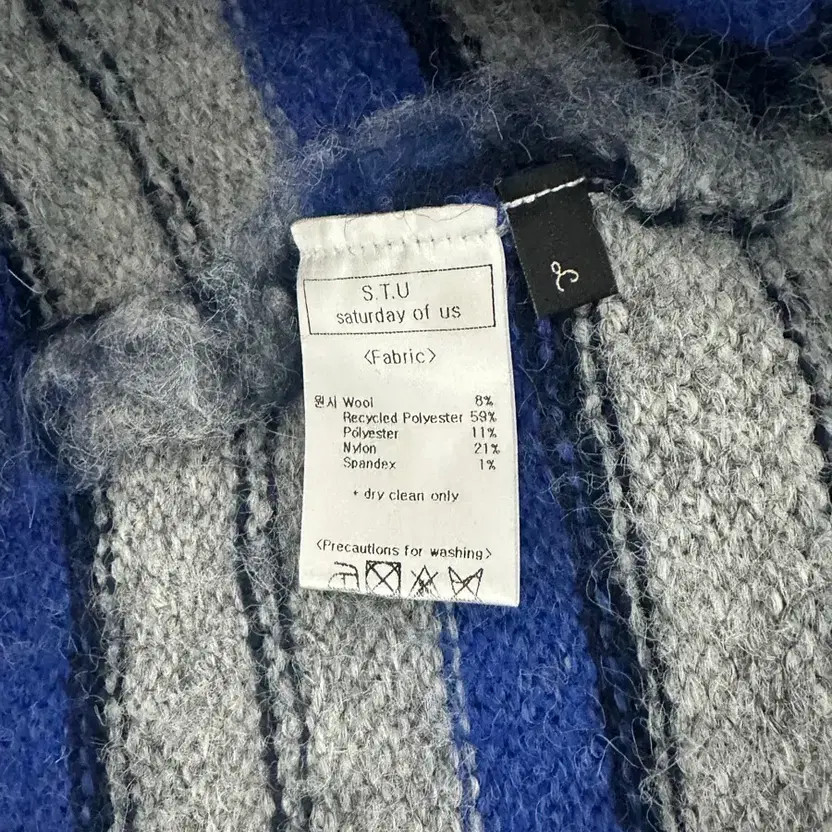 S.T.U
saturday of us
<Fabric>
원사 Wool 8%
Recycled Polyester 59%
Polyester 11%
Nylon 21%
Spandex 1%
* dry clean only
<Precautions for washing>